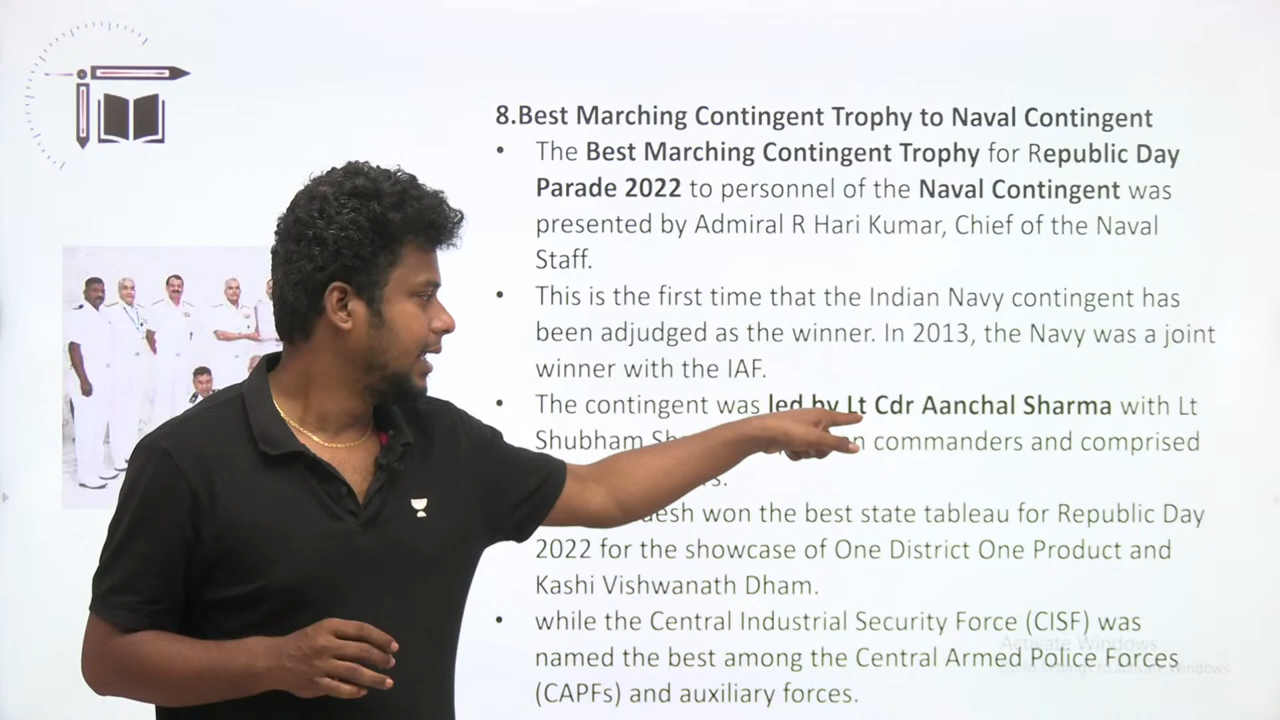 8.Best Marching Contingent Trophy to Naval Contingent
• The Best Marching Contingent Trophy for Republic Day
Parade 2022 to personnel of the Naval Contingent was
presented by Admiral R Hari Kumar, Chief of the Naval
Staff.
• This is the first time that the Indian Navy contingent has
been adjudged as the winner. In 2013, the Navy was a joint
winner with the IAF.
• The contingent was led by Lt Cdr Aanchal Sharma with Lt
Shubham commanders and comprised
won the best state tableau for Republic Day
2022 for the showcase of One District One Product and
Kashi Vishwanath Dham.
• while the Central Industrial Security Force (CISF) was
named the best among the Central Armed Police Forces
(CAPFs) and auxiliary forces.
Activate Windows